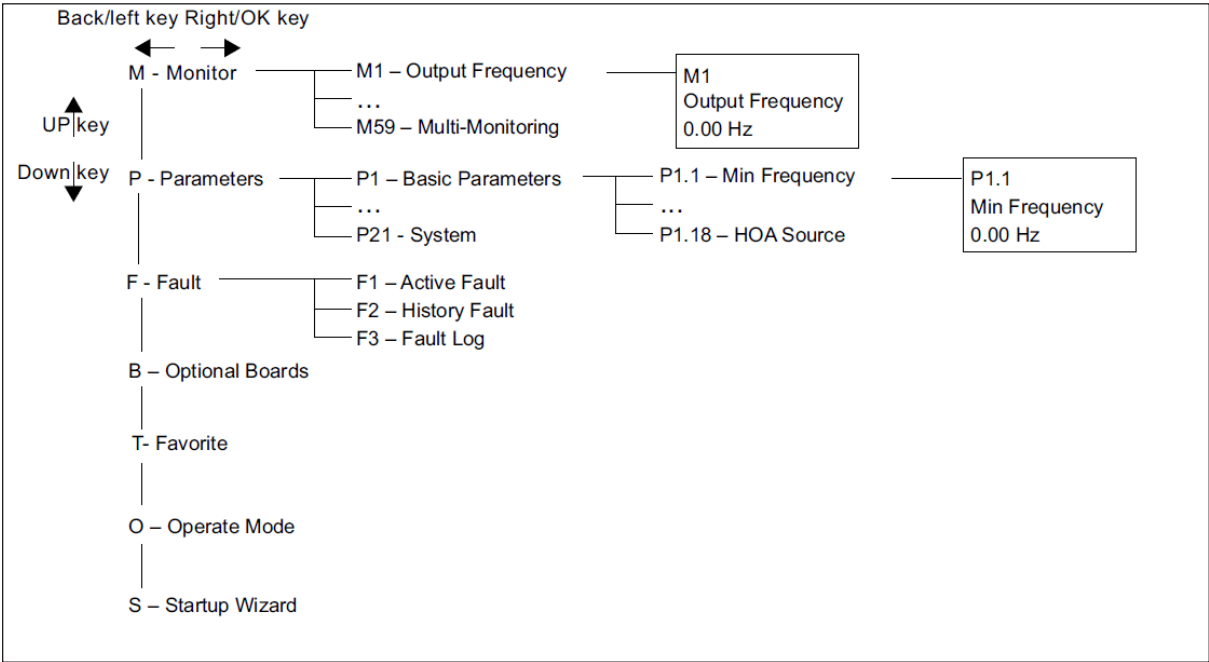 Back/left key Right/OK key
M - Monitor
M1 – Output Frequency
...
M59 – Multi-Monitoring
M1
Output Frequency
0.00 Hz
UP key
Down key
P - Parameters
P1 – Basic Parameters
...
P21 - System
P1.1 – Min Frequency
...
P1.18 – HOA Source
P1.1
Min Frequency
0.00 Hz
F - Fault
F1 – Active Fault
F2 – History Fault
F3 – Fault Log
B – Optional Boards
T- Favorite
O – Operate Mode
S – Startup Wizard